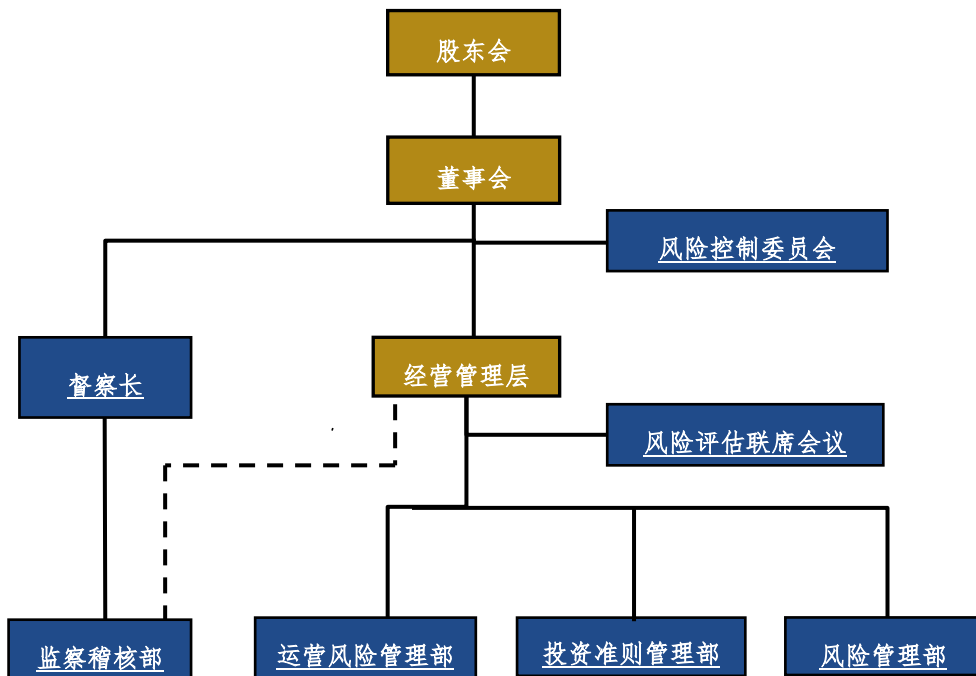 股东会
董事会
风险控制委员会
督察长
经营管理层
风险评估联席会议
监察稽核部
运营风险管理部
投资准则管理部
风险管理部